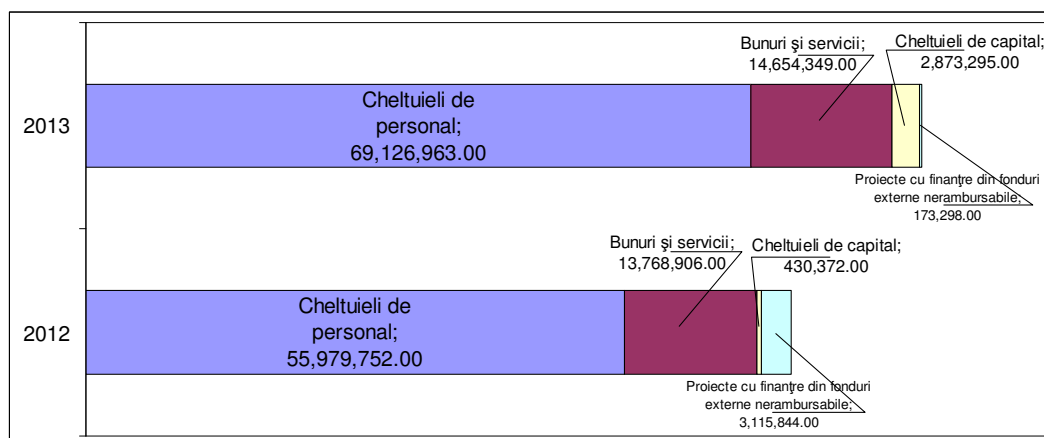 Bunuri şi servicii;
14,654,349.00
Cheltuieli de capital;
2,873,295.00
2013
Cheltuieli de
personal;
69,126,963.00
Proiecte cu finanţre din fonduri
externe nerambursabile;
173,298.00
Bunuri şi servicii;
13,768,906.00
Cheltuieli de capital;
430,372.00
2012
Cheltuieli de
personal;
55,979,752.00
Proiecte cu finanţre din fonduri
externe nerambursabile;
3,115,844.00